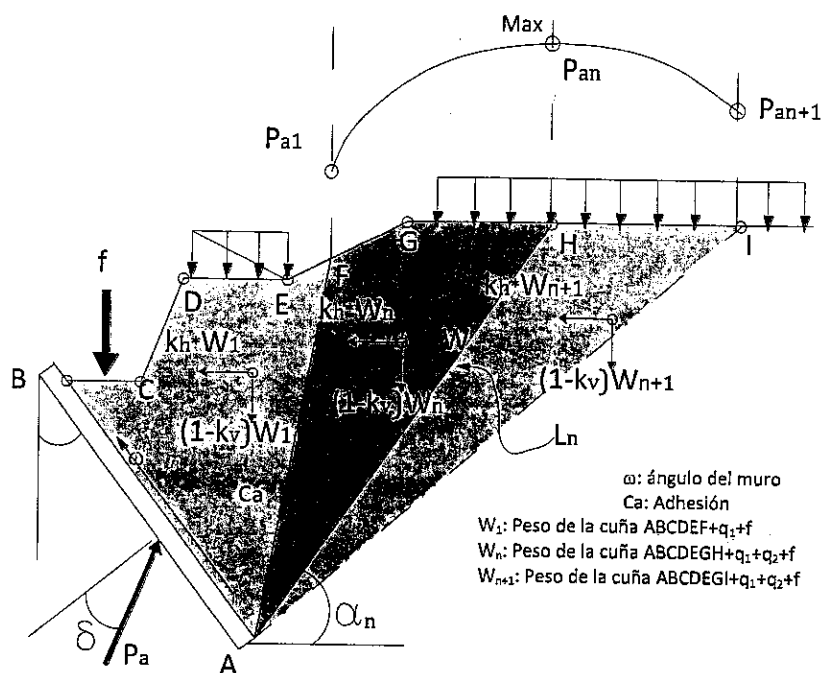 Max
Pan
Pa1
Pan+1
f
G
H
I
D
E
F
kh*W1
kh*Wn
kh*Wn+1
W
B
C
(1-kv)W1
(1-kv)Wn
(1-kv)Wn+1
Ln
Ca
ω: ángulo del muro
Ca: Adhesión
W1: Peso de la cuña ABCDEF+q1+f
Wn: Peso de la cuña ABCDEGH+q1+q2+f
Wn+1: Peso de la cuña ABCDEGI+q1+q2+f
αn
δ
Pa
A